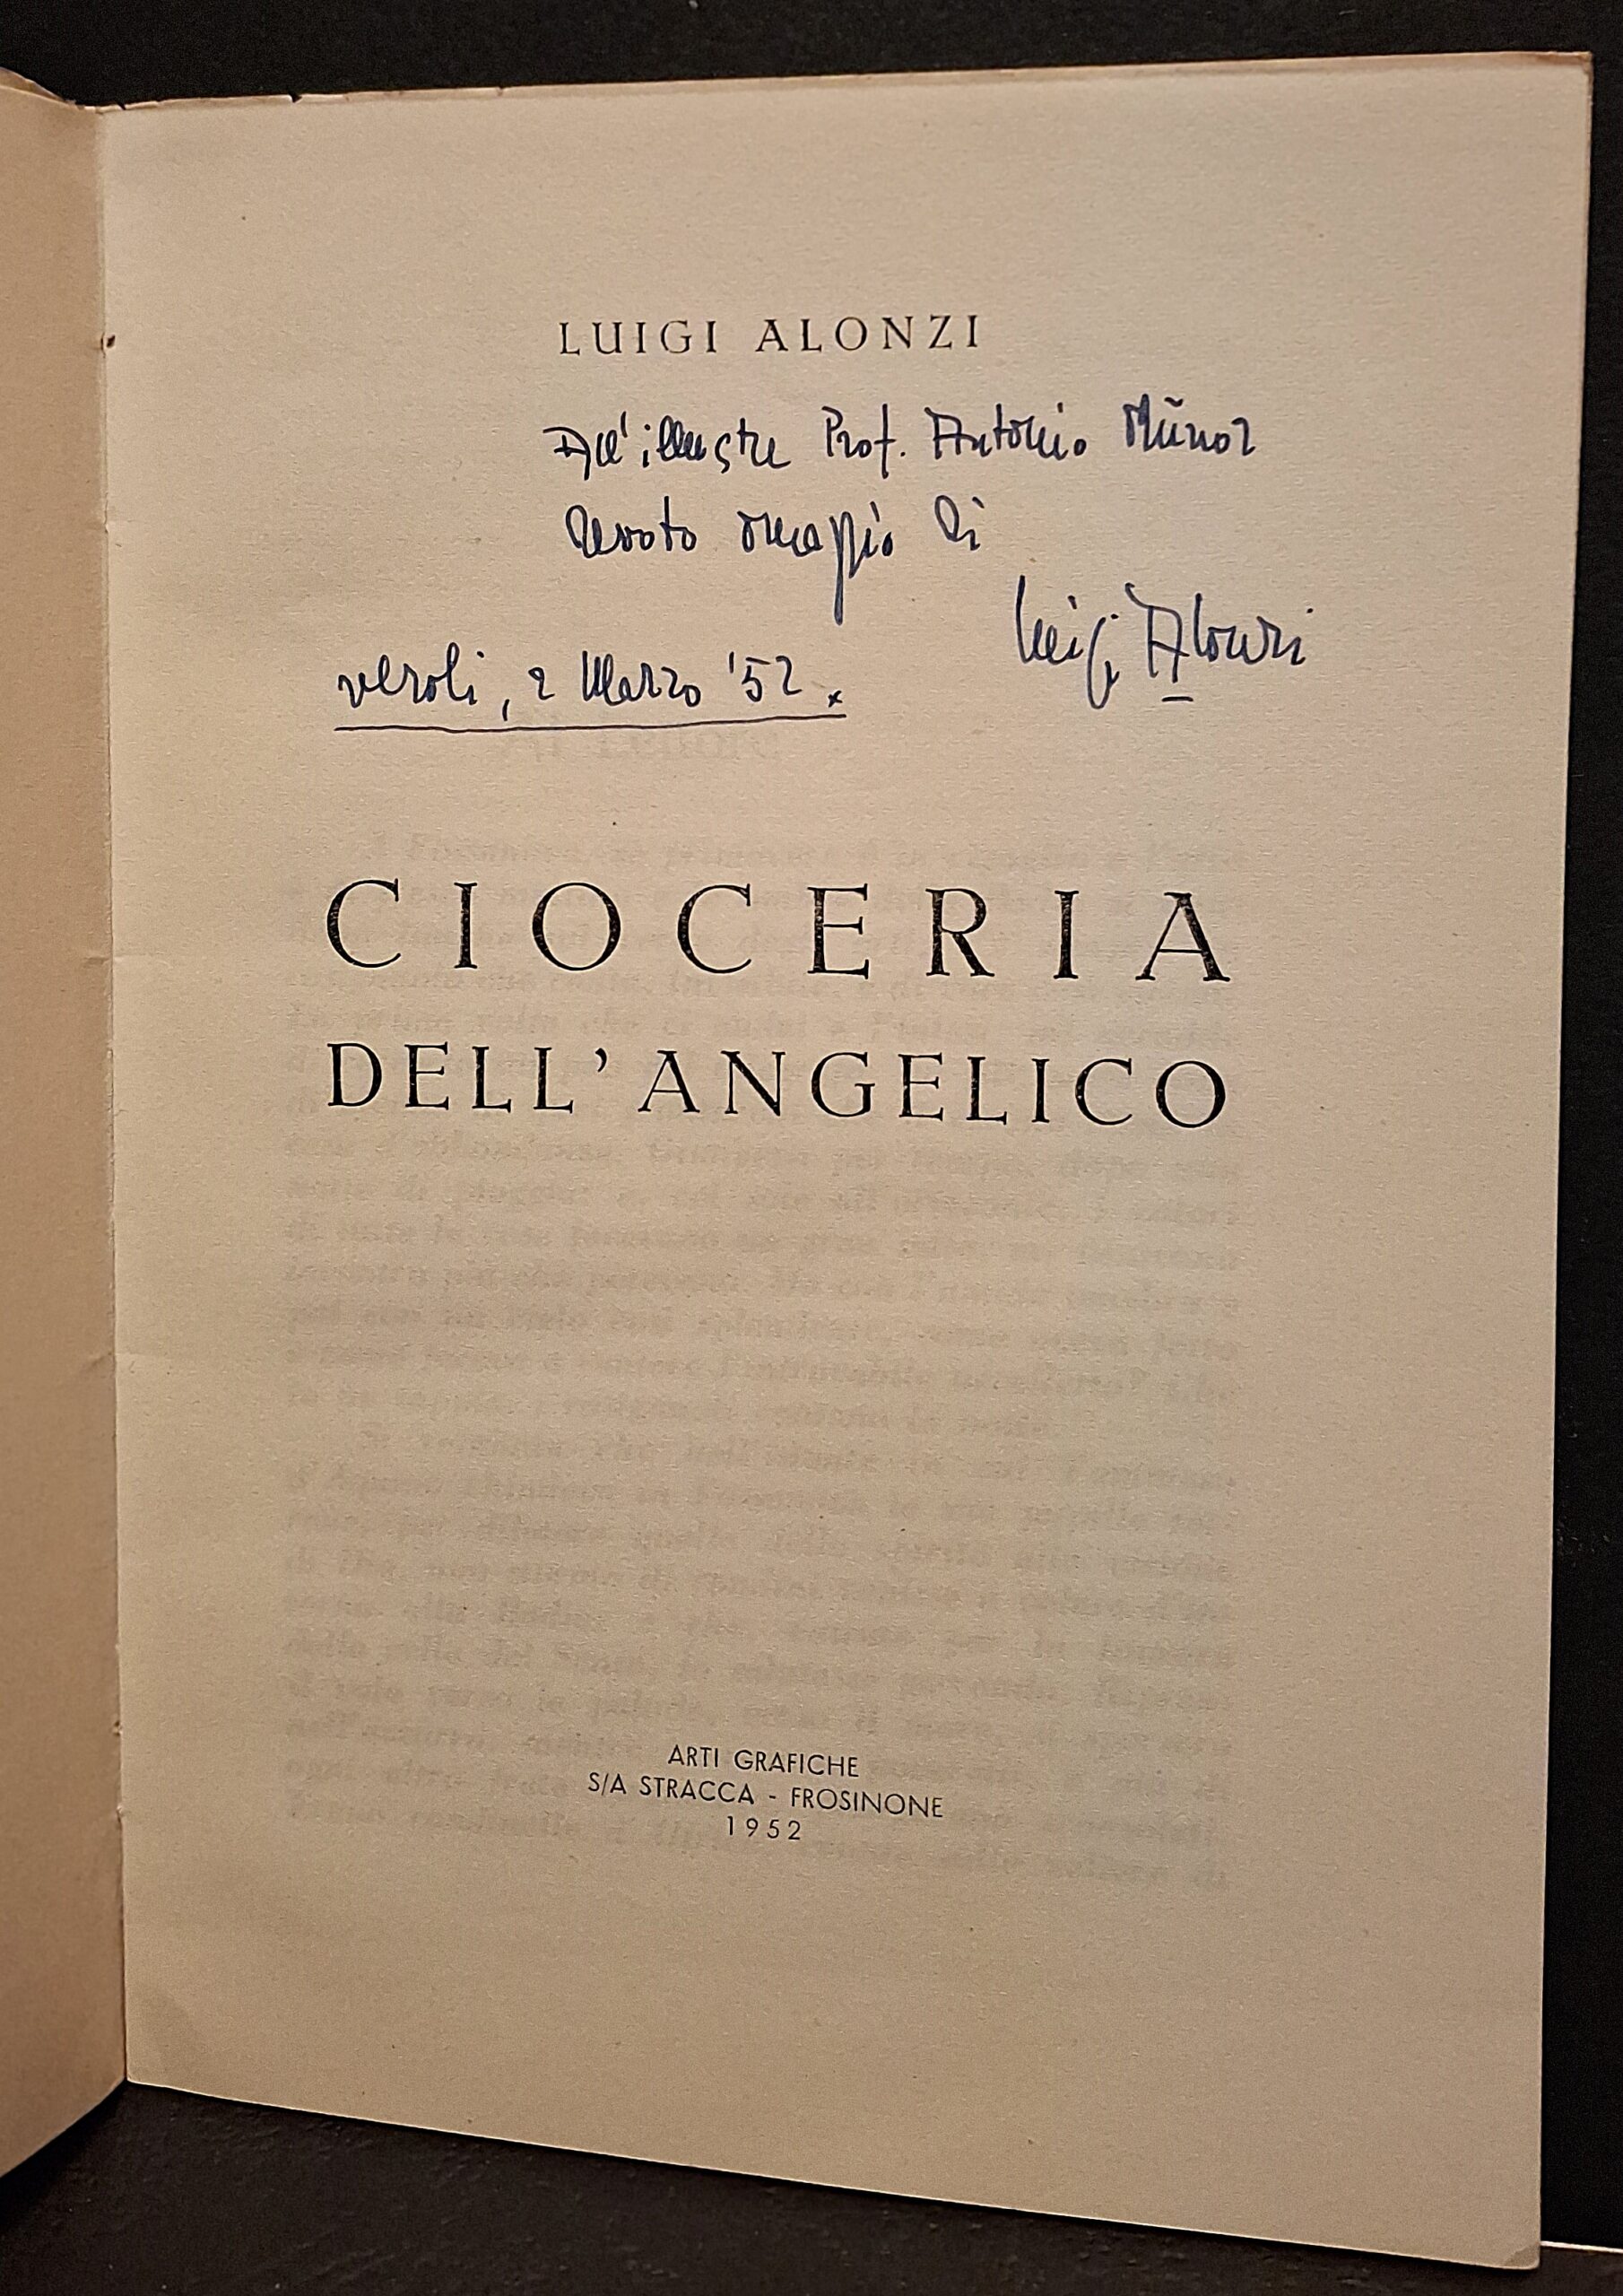 LUIGI ALONZI
All'illustre Prof. Antonio Mũnoz
devoto omaggio di
Luigi Alonzi
Veroli, 2 Marzo '52.
CIOCERIA
DELL'ANGELICO
ARTI GRAFICHE
S/A STRACCA - FROSINONE
1952